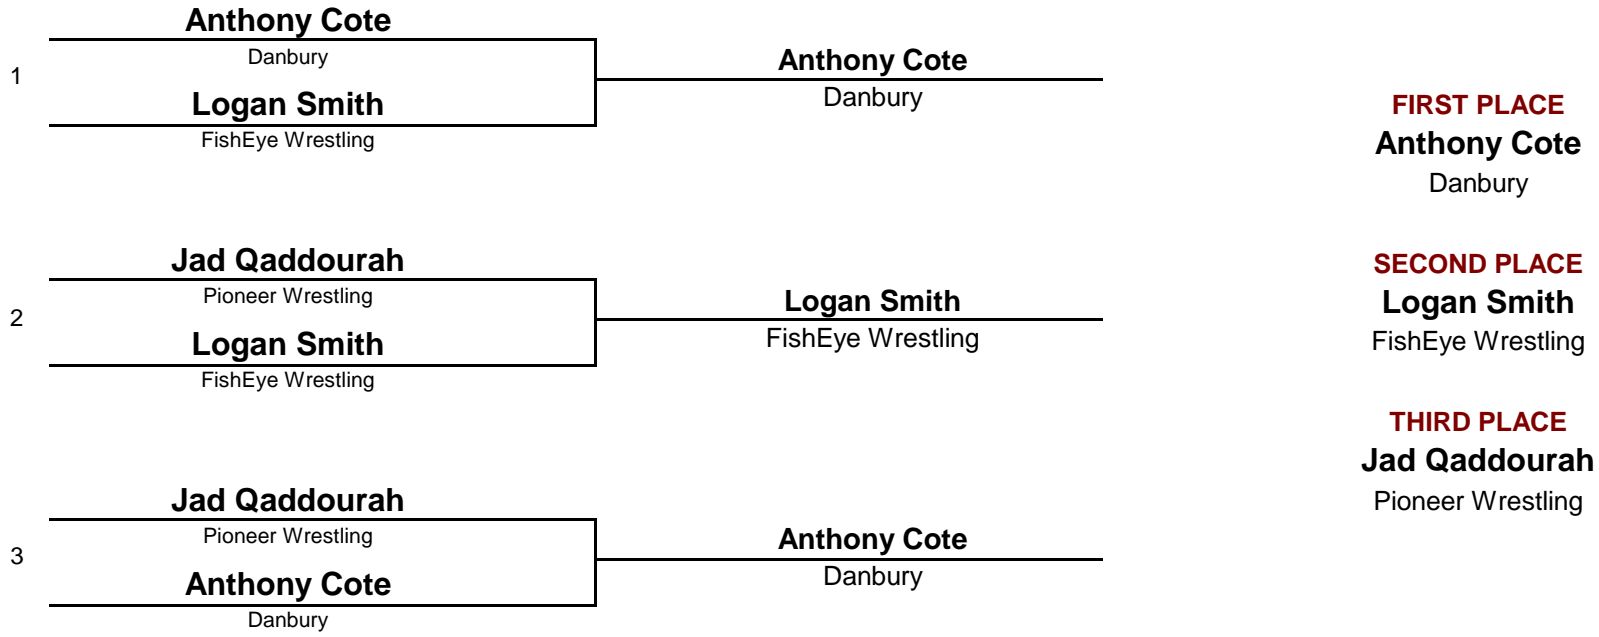 Anthony Cote
Danbury
1
Logan Smith
FishEye Wrestling
Anthony Cote
Danbury
Jad Qaddourah
Pioneer Wrestling
2
Logan Smith
FishEye Wrestling
Logan Smith
FishEye Wrestling
Jad Qaddourah
Pioneer Wrestling
3
Anthony Cote
Danbury
Anthony Cote
Danbury
FIRST PLACE
Anthony Cote
Danbury
SECOND PLACE
Logan Smith
FishEye Wrestling
THIRD PLACE
Jad Qaddourah
Pioneer Wrestling